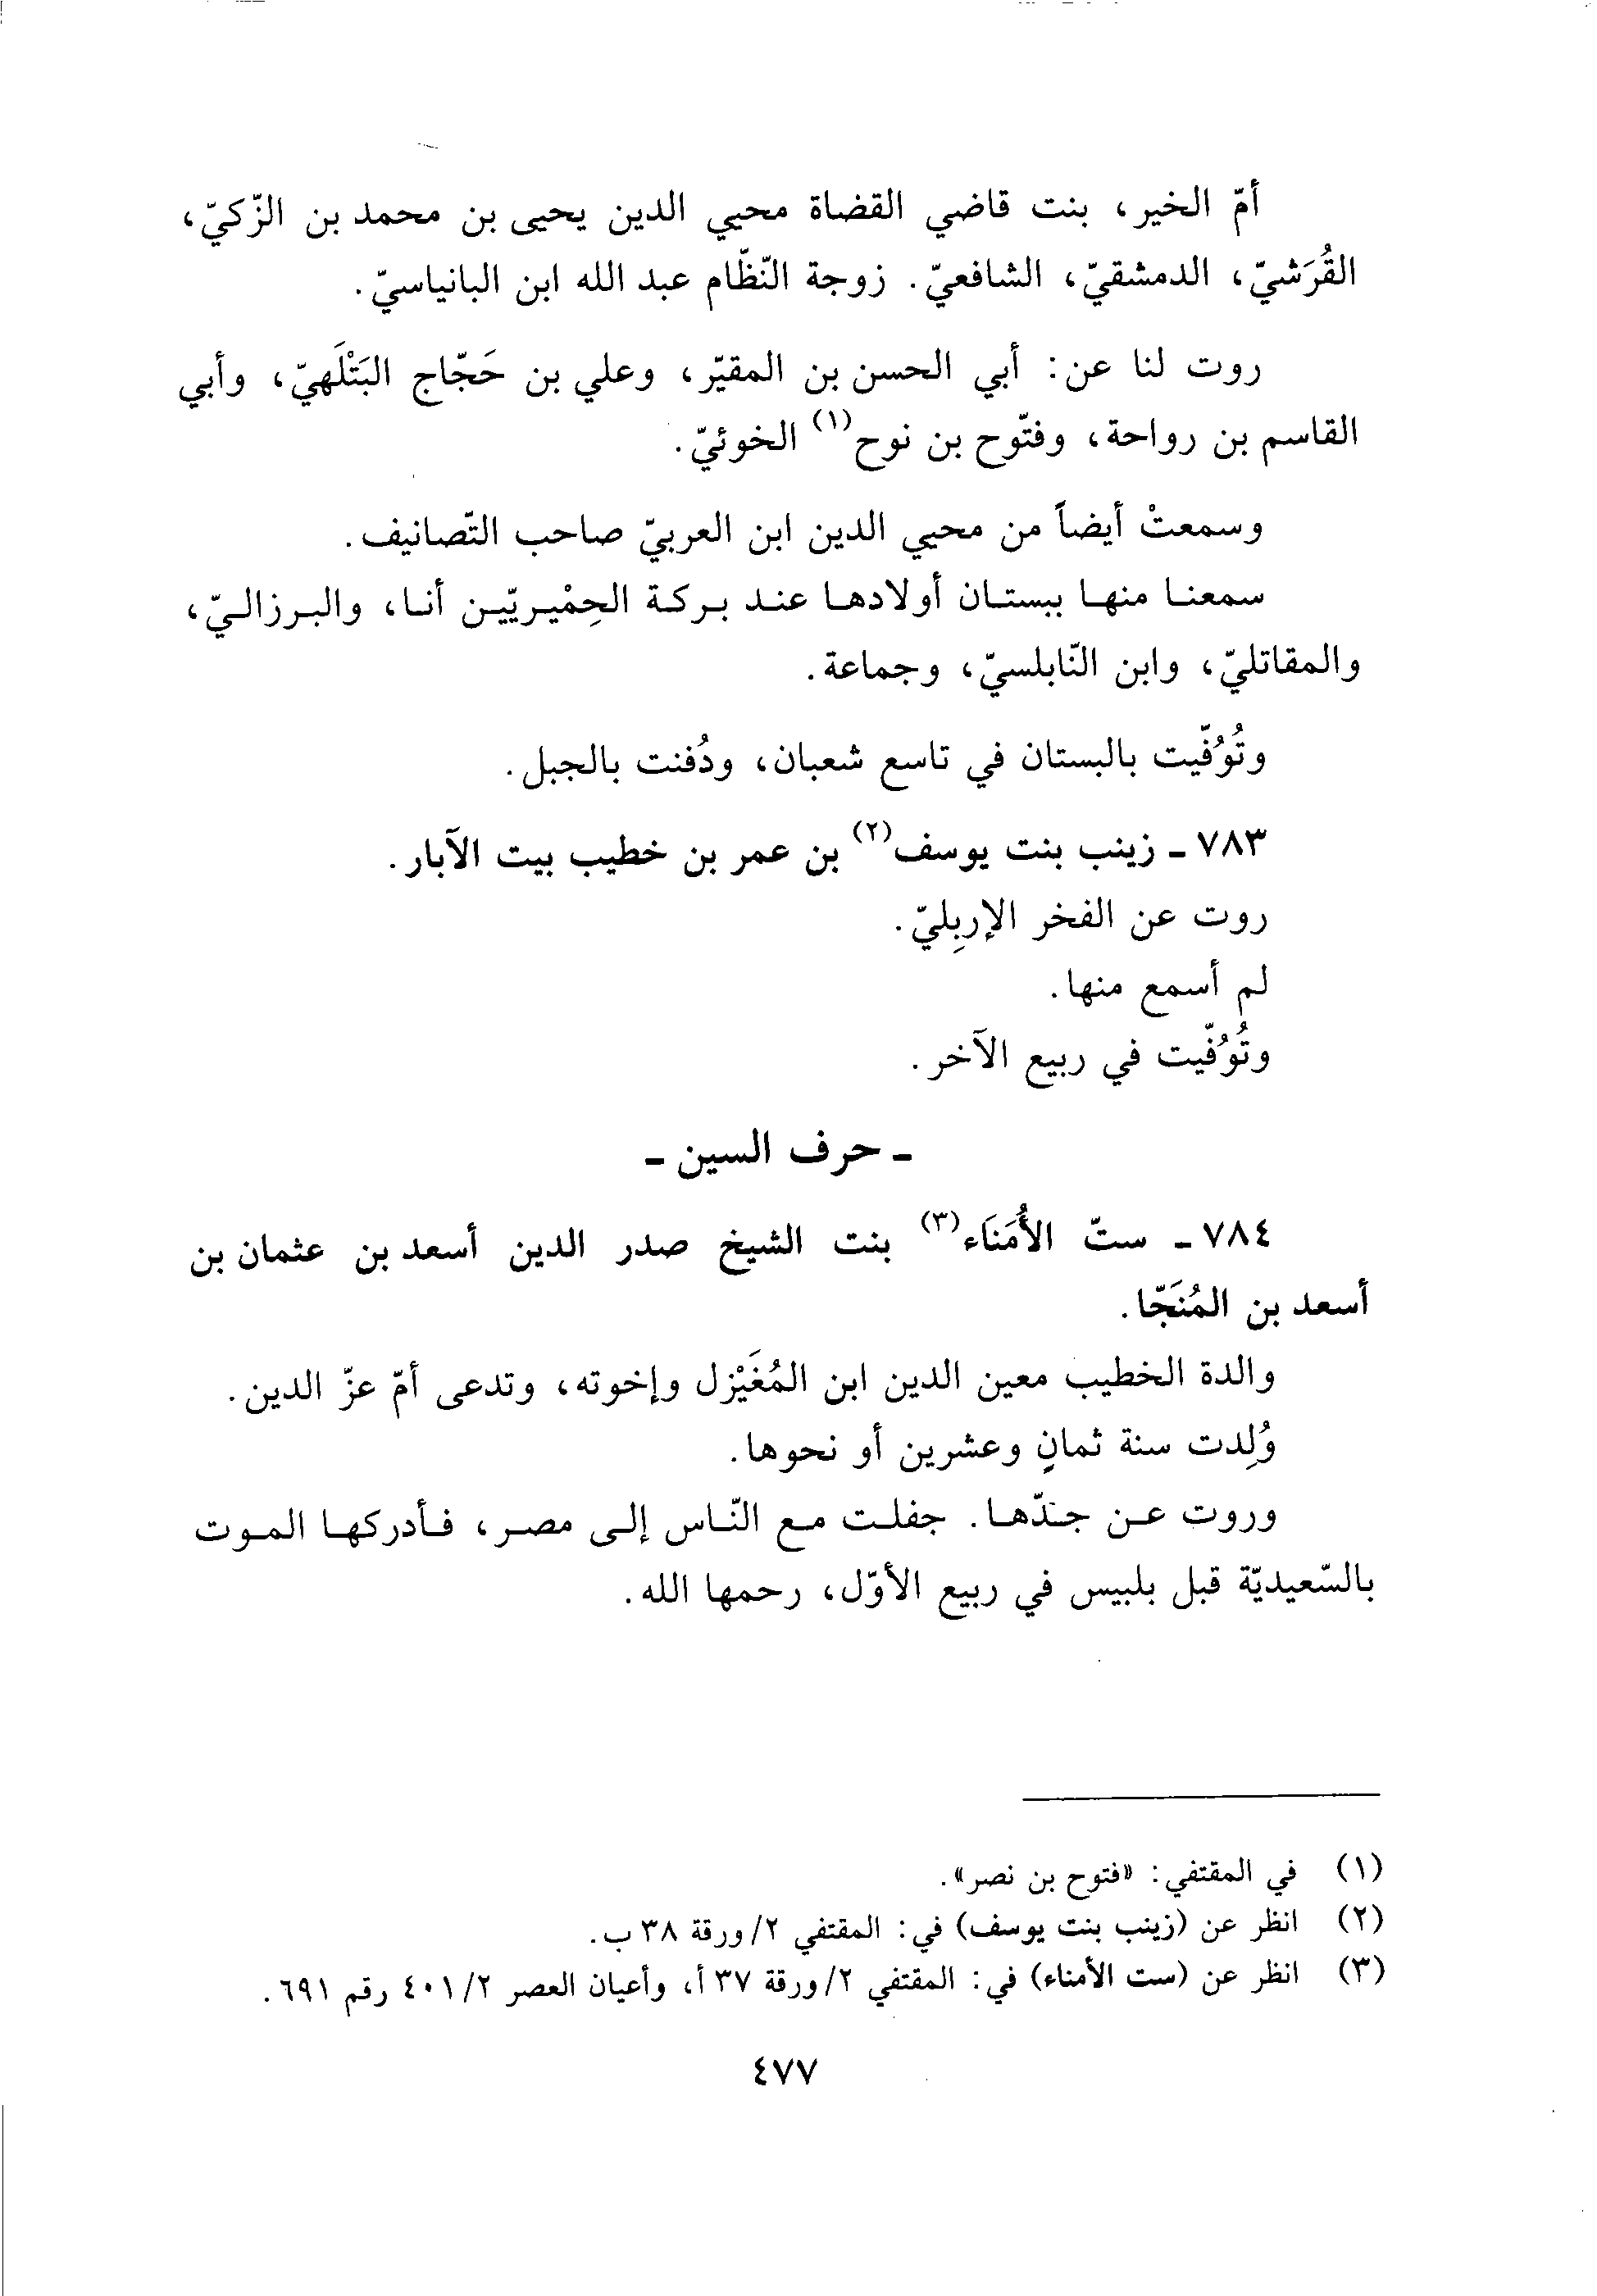 أمّ الخير، بنت قاضي القضاة محيي الدين يحيى بن محمد بن الزّكيّ،
القُرَشيّ، الدمشقيّ، الشافعيّ. زوجة النّظّام عبد الله ابن البانياسيّ.
روت لنا عن: أبي الحسن بن المقيّر، وعلي بن حَجّاج البَتْلَهيّ، وأبي
القاسم بن رواحة، وفتّوح بن نوح(١) الخوئيّ.
وسمعتْ أيضاً من محيي الدين ابن العربيّ صاحب التّصانيف.
سمعنا منها ببستان أولادها عند بركة الحِمْيريّين أنا، والبرزاليّ،
والمقاتليّ، وابن النّابلسيّ، وجماعة.
وتُوُفّيت بالبستان في تاسع شعبان، ودُفنت بالجبل.
٧٨٣ ـ زينب بنت يوسف(٢) بن عمر بن خطيب بيت الآبار.
روت عن الفخر الإربِليّ.
لم أسمع منها.
وتُوُفّيت في ربيع الآخر.
ـ حرف السين ـ
٧٨٤ ـ ستّ الأُمَنَاء(٣) بنت الشيخ صدر الدين أسعد بن عثمان بن
أسعد بن المُنَجّا.
والدة الخطيب معين الدين ابن المُغَيْزل وإخوته، وتدعى أمّ عزّ الدين.
وُلِدت سنة ثمانٍ وعشرين أو نحوها.
وروت عن جدّها. جفلت مع النّاس إلى مصر، فأدركها الموت
بالسّعيديّة قبل بلبيس في ربيع الأوّل، رحمها الله.
(١) في المقتفي: «فتوح بن نصر».
(٢) انظر عن (زينب بنت يوسف) في: المقتفي ٢/ورقة ٣٨ ب.
(٣) انظر عن (ست الأمناء) في: المقتفي ٢/ورقة ٣٧ أ، وأعيان العصر ٤٠١/٢ رقم ٦٩١.
٤٧٧